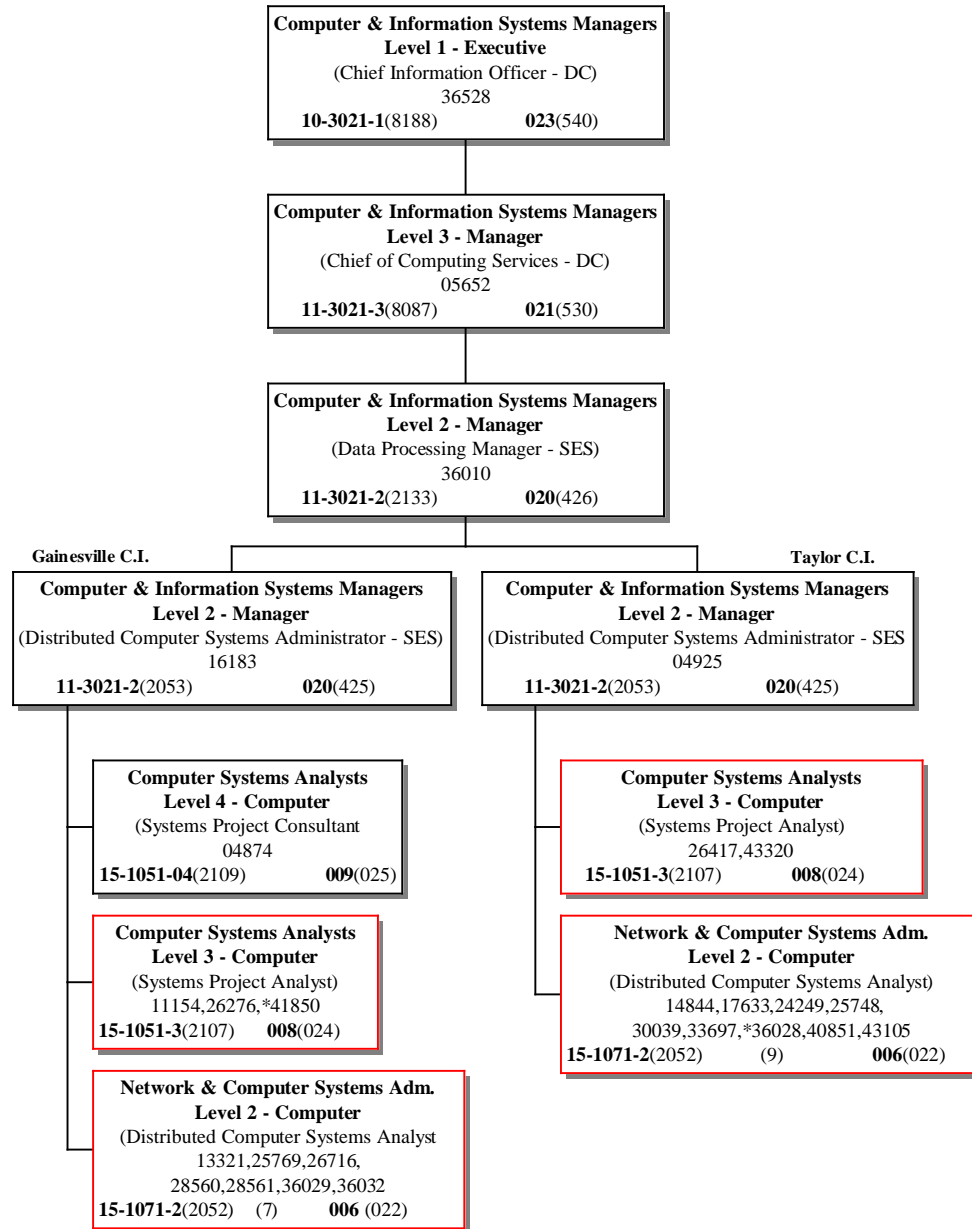 Computer & Information Systems Managers
Level 1 - Executive
(Chief Information Officer - DC)
36528
10-3021-1(8188) 023(540)
Computer & Information Systems Managers
Level 3 - Manager
(Chief of Computing Services - DC)
05652
11-3021-3(8087) 021(530)
Computer & Information Systems Managers
Level 2 - Manager
(Data Processing Manager - SES)
36010
11-3021-2(2133) 020(426)
Gainesville C.I.
Computer & Information Systems Managers
Level 2 - Manager
(Distributed Computer Systems Administrator - SES)
16183
11-3021-2(2053) 020(425)
Computer Systems Analysts
Level 4 - Computer
(Systems Project Consultant
04874
15-1051-04(2109) 009(025)
Computer Systems Analysts
Level 3 - Computer
(Systems Project Analyst)
11154,26276,*41850
15-1051-3(2107) 008(024)
Network & Computer Systems Adm.
Level 2 - Computer
(Distributed Computer Systems Analyst
13321,25769,26716,
28560,28561,36029,36032
15-1071-2(2052) (7) 006 (022)
Taylor C.I.
Computer & Information Systems Managers
Level 2 - Manager
(Distributed Computer Systems Administrator - SES
04925
11-3021-2(2053) 020(425)
Computer Systems Analysts
Level 3 - Computer
(Systems Project Analyst)
26417,43320
15-1051-3(2107) 008(024)
Network & Computer Systems Adm.
Level 2 - Computer
(Distributed Computer Systems Analyst)
14844,17633,24249,25748,
30039,33697,*36028,40851,43105
15-1071-2(2052) (9) 006(022)